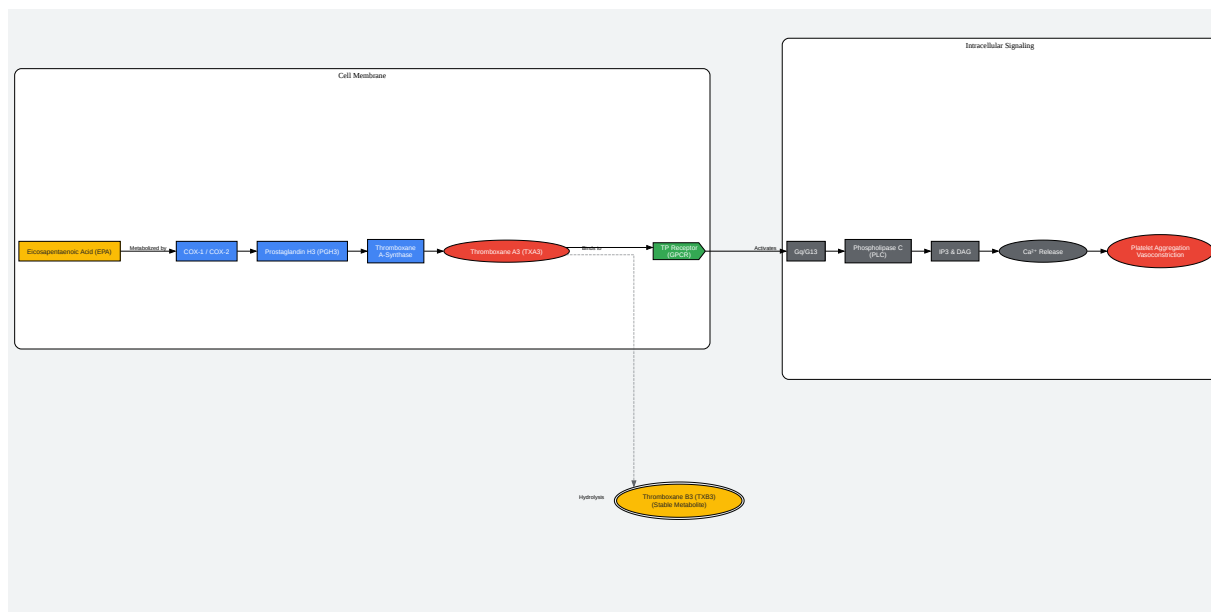 Intracellular Signaling
Cell Membrane
Eicosapentaenoic Acid (EPA)
Metabolized by
COX-1 / COX-2
Prostaglandin H3 (PGH3)
Thromboxane
A-Synthase
Thromboxane A3 (TXA3)
Binds to
TP Receptor
(GPCR)
Activates
Gq/G13
Phospholipase C
(PLC)
IP3 & DAG
Ca²⁺ Release
Platelet Aggregation
Vasoconstriction
Hydrolysis
Thromboxane B3 (TXB3)
(Stable Metabolite)